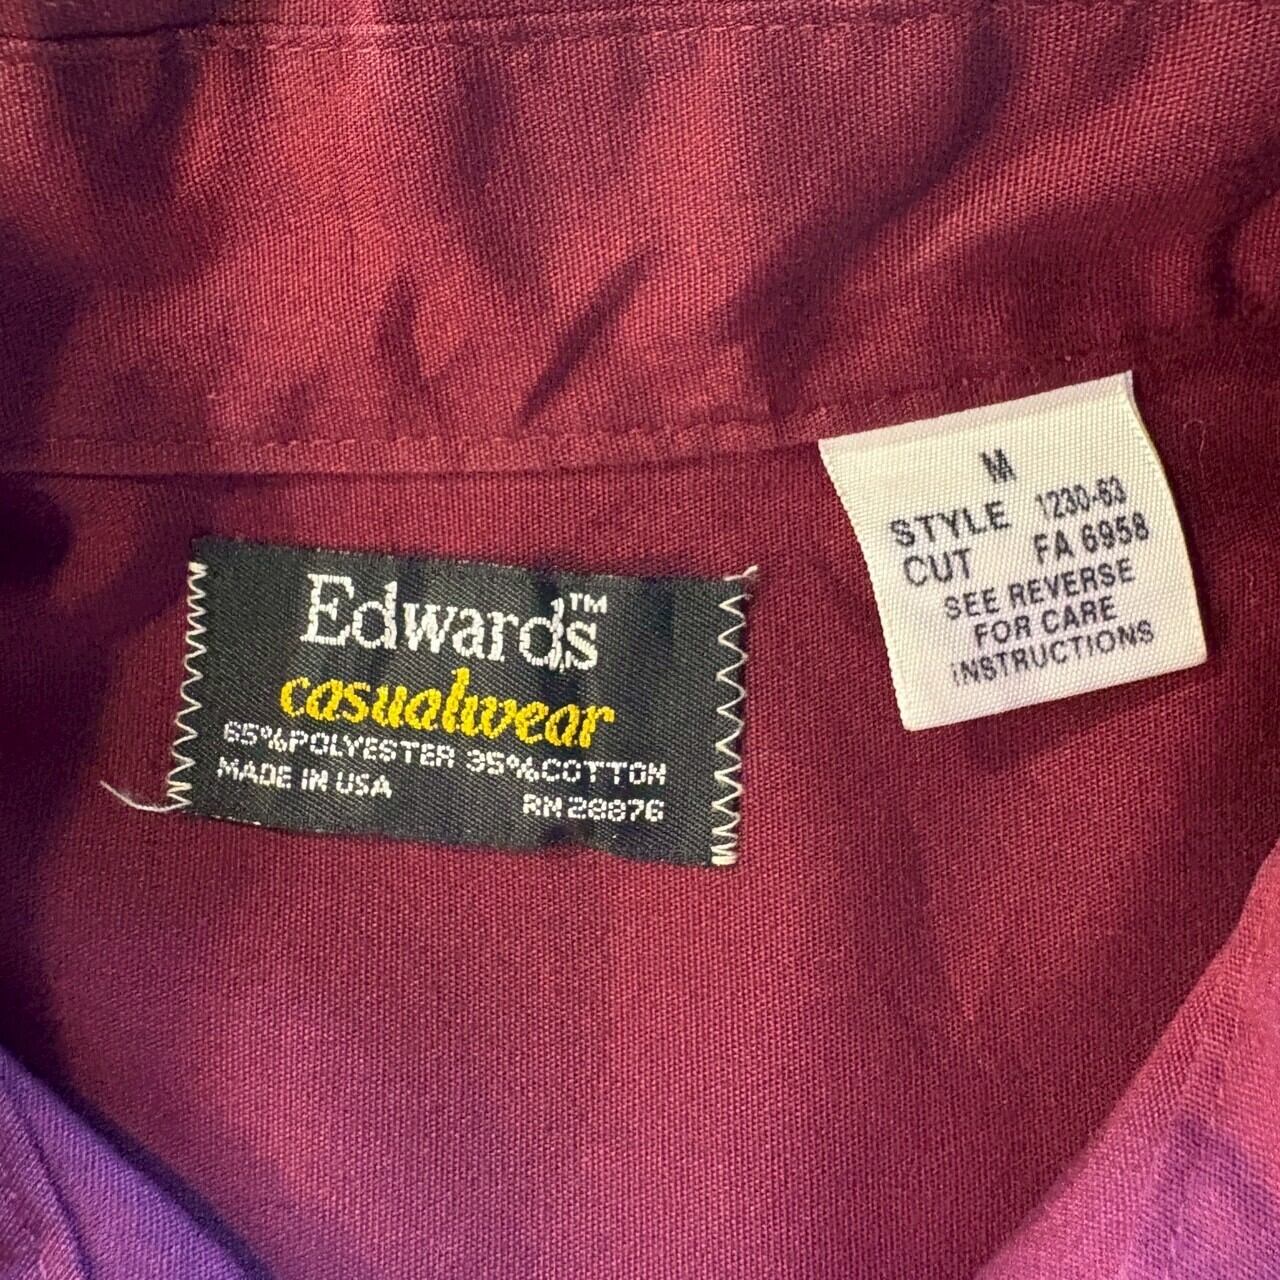 Edwards™
casualwear
65% POLYESTER 35% COTTON
MADE IN USA
RN 28876
M
STYLE 1230-63
CUT FA 6958
SEE REVERSE
FOR CARE
INSTRUCTIONS